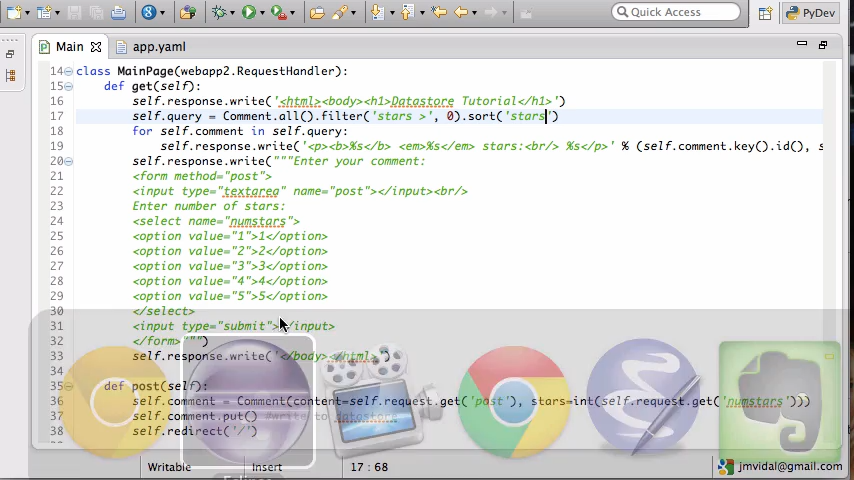 Quick Access
PyDev
Main
app.yaml
14 class MainPage(webapp2.RequestHandler):
15 def get(self):
16 self.response.write('<html><body><h1>Datastore Tutorial</h1>')
17 self.query = Comment.all().filter('stars >', 0).sort('stars')
18 for self.comment in self.query:
19 self.response.write('<p><b>%s</b> <em>%s</em> stars:<br/> %s</p>' % (self.comment.key().id(), s
20 self.response.write("""Enter your comment:
21 <form method="post">
22 <input type="textarea" name="post"></input><br/>
23 Enter number of stars:
24 <select name="numstars">
25 <option value="1">1</option>
26 <option value="2">2</option>
27 <option value="3">3</option>
28 <option value="4">4</option>
29 <option value="5">5</option>
30 </select>
31 <input type="submit"></input>
32 </form>""")
33 self.response.write('</body></html>')
34
35 def post(self):
36 self.comment = Comment(content=self.request.get('post'), stars=int(self.request.get('numstars')))
37 self.comment.put() #write to datastore
38 self.redirect('/')
Writable
Insert
17 : 68
jmvidal@gmail.com